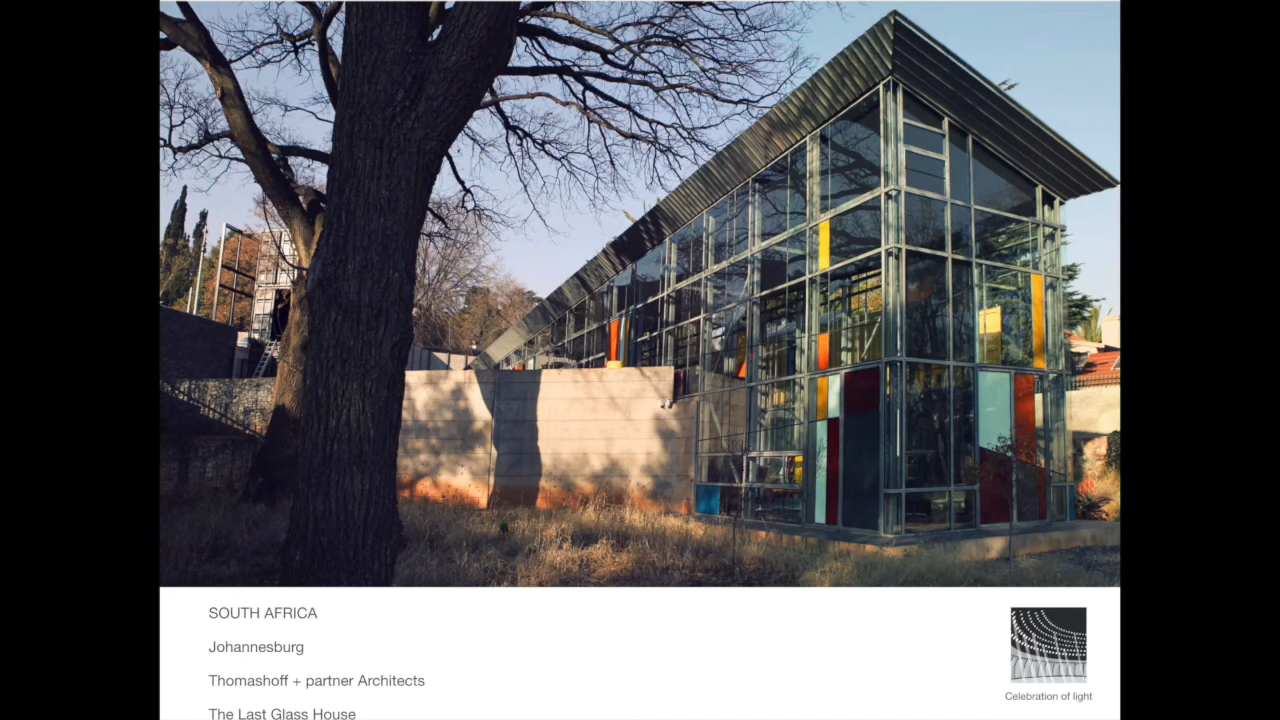 SOUTH AFRICA
Johannesburg
Thomashoff + partner Architects
The Last Glass House
Celebration of light